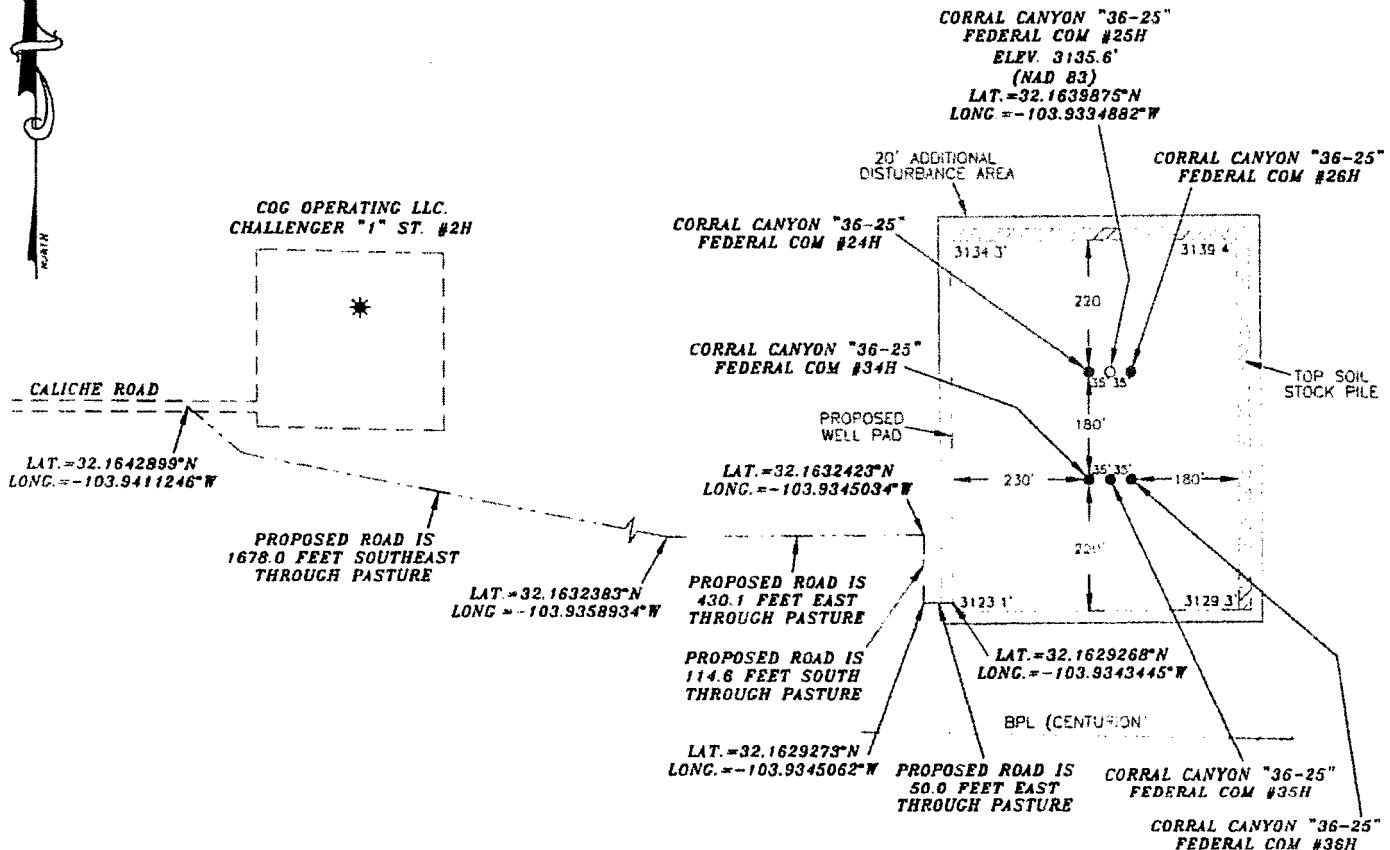 CORRAL CANYON "36-25"
FEDERAL COM #25H
ELEV. 3135.6'
(NAD 83)
LAT.=32.1639875°N
LONG.=-103.9334882°W
20' ADDITIONAL
DISTURBANCE AREA
CORRAL CANYON "36-25"
FEDERAL COM #26H
COG OPERATING LLC.
CHALLENGER "1" ST. #2H
NORTH
CORRAL CANYON "36-25"
FEDERAL COM #24H
3134.3'
3139.4
220
CORRAL CANYON "36-25"
FEDERAL COM #34H
35' 35'
TOP SOIL
STOCK PILE
CALICHE ROAD
PROPOSED
WELL PAD
180'
LAT.=32.1642899°N
LONG.=-103.9411246°W
LAT.=32.1632423°N
LONG.=-103.9345034°W
35' 35'
230'
180'
PROPOSED ROAD IS
1678.0 FEET SOUTHEAST
THROUGH PASTURE
LAT.=32.1632383°N
LONG=-103.9358934°W
PROPOSED ROAD IS
430.1 FEET EAST
THROUGH PASTURE
220'
3123.1'
3129.3'
PROPOSED ROAD IS
114.6 FEET SOUTH
THROUGH PASTURE
LAT.=32.1629268°N
LONG.=-103.9343445°W
BPL (CENTURION)
LAT.=32.1629273°N
LONG.=-103.9345062°W
PROPOSED ROAD IS
50.0 FEET EAST
THROUGH PASTURE
CORRAL CANYON "36-25"
FEDERAL COM #35H
CORRAL CANYON "36-25"
FEDERAL COM #36H